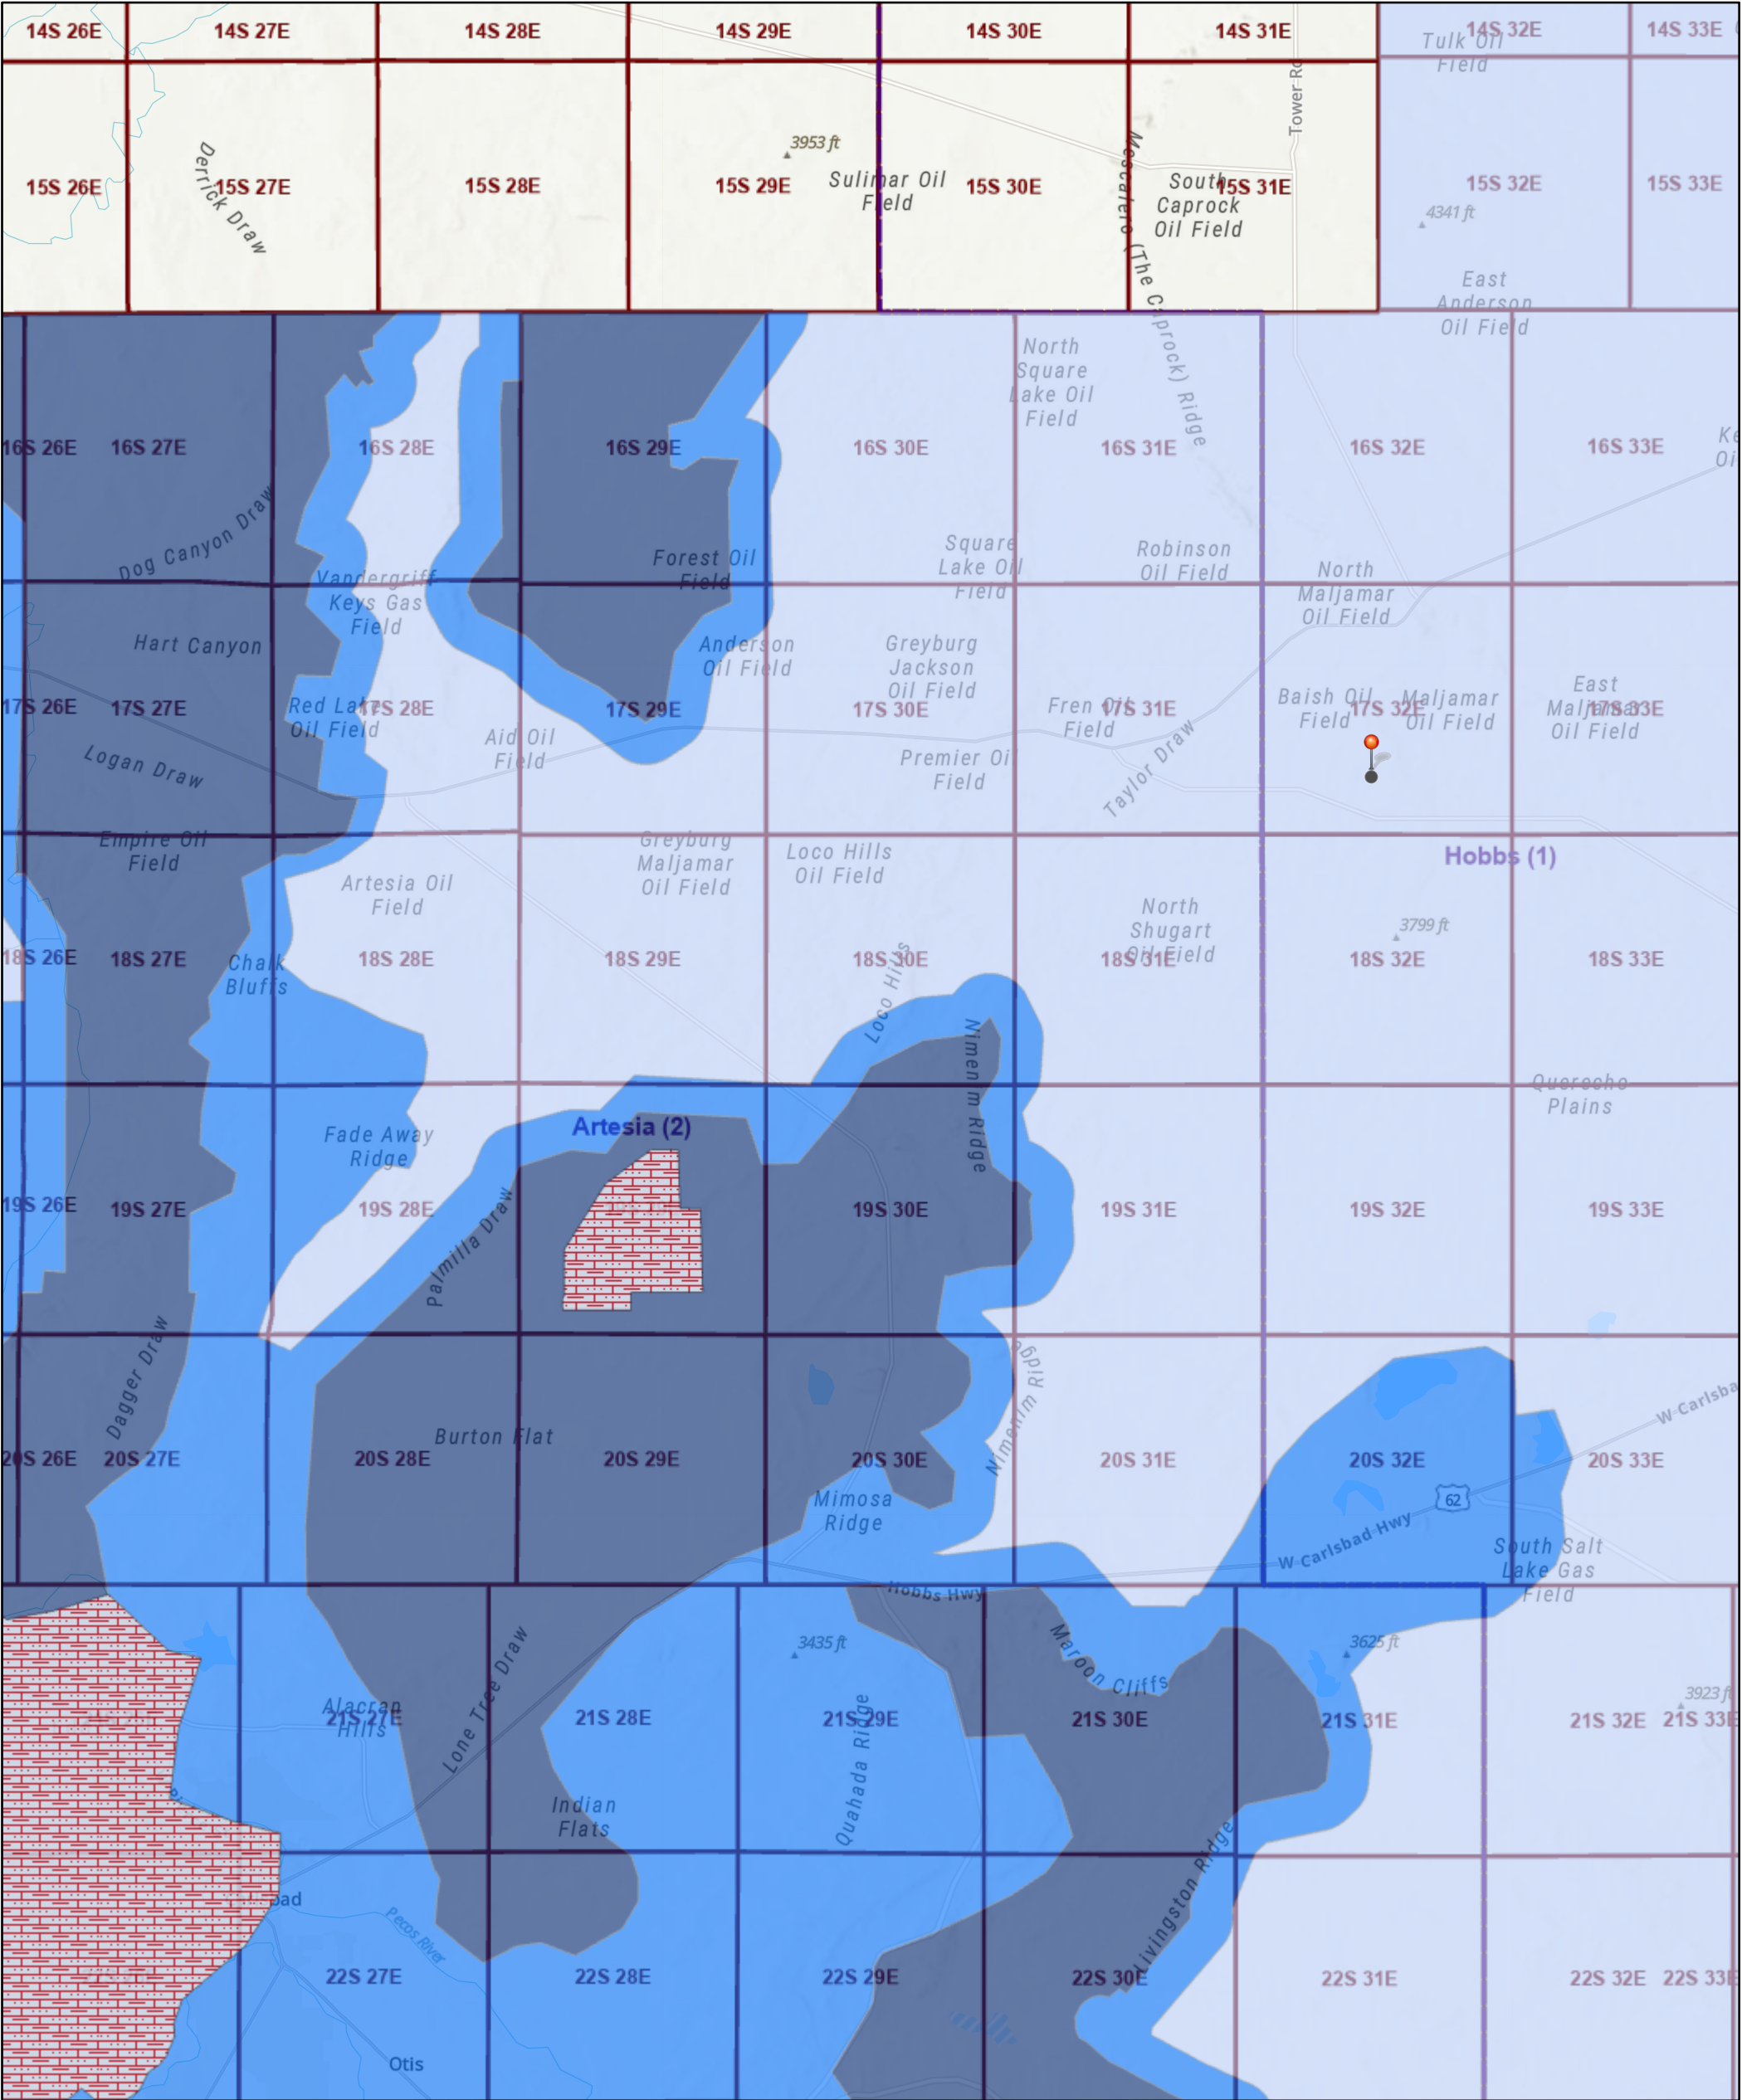 14S 26E
14S 27E
14S 28E
14S 29E
14S 30E
14S 31E
14S 32E
14S 33E
Tulk Oil
Field
Tower Rd
3953 ft
15S 26E
Derrick Draw
15S 27E
15S 28E
15S 29E
Sulimar Oil
Field
15S 30E
Mescalero (The Caprock) Ridge
South
Caprock
Oil Field
15S 31E
15S 32E
15S 33E
4341 ft
East
Anderson
Oil Field
North
Square
Lake Oil
Field
16S 26E
16S 27E
16S 28E
16S 29E
16S 30E
16S 31E
16S 32E
16S 33E
Dog Canyon Draw
Vandergriff
Keys Gas
Field
Forest Oil
Field
Square
Lake Oil
Field
Robinson
Oil Field
North
Maljamar
Oil Field
Hart Canyon
Anderson
Oil Field
Greyburg
Jackson
Oil Field
17S 26E
17S 27E
Red Lake
Oil Field
17S 28E
17S 29E
17S 30E
Fren Oil
Field
17S 31E
Baish Oil
Field
17S 32E
Maljamar
Oil Field
East
Maljamar
Oil Field
17S 33E
Logan Draw
Aid Oil
Field
Premier Oil
Field
Taylor Draw
Empire Oil
Field
Artesia Oil
Field
Greyburg
Maljamar
Oil Field
Loco Hills
Oil Field
Hobbs (1)
North
Shugart
Oil Field
3799 ft
18S 26E
18S 27E
Chalk
Bluffs
18S 28E
18S 29E
18S 30E
18S 31E
18S 32E
18S 33E
Loco Hills
Nimenim Ridge
Querecho
Plains
Fade Away
Ridge
Artesia (2)
19S 26E
19S 27E
19S 28E
Palmilla Draw
19S 30E
19S 31E
19S 32E
19S 33E
Dagger Draw
Nimenim Ridge
Burton Flat
W Carlsba
20S 26E
20S 27E
20S 28E
20S 29E
20S 30E
20S 31E
20S 32E
20S 33E
62
Mimosa
Ridge
W Carlsbad Hwy
South Salt
Lake Gas
Field
Hobbs Hwy
Lone Tree Draw
3435 ft
Maroon Cliffs
3625 ft
3923 ft
Alacran
Hills
21S 27E
21S 28E
21S 29E
Quahada Ridge
21S 30E
21S 31E
21S 32E
21S 33E
Indian
Flats
Livingston Ridge
bad
Pecos River
22S 27E
22S 28E
22S 29E
22S 30E
22S 31E
22S 32E
22S 33E
Otis